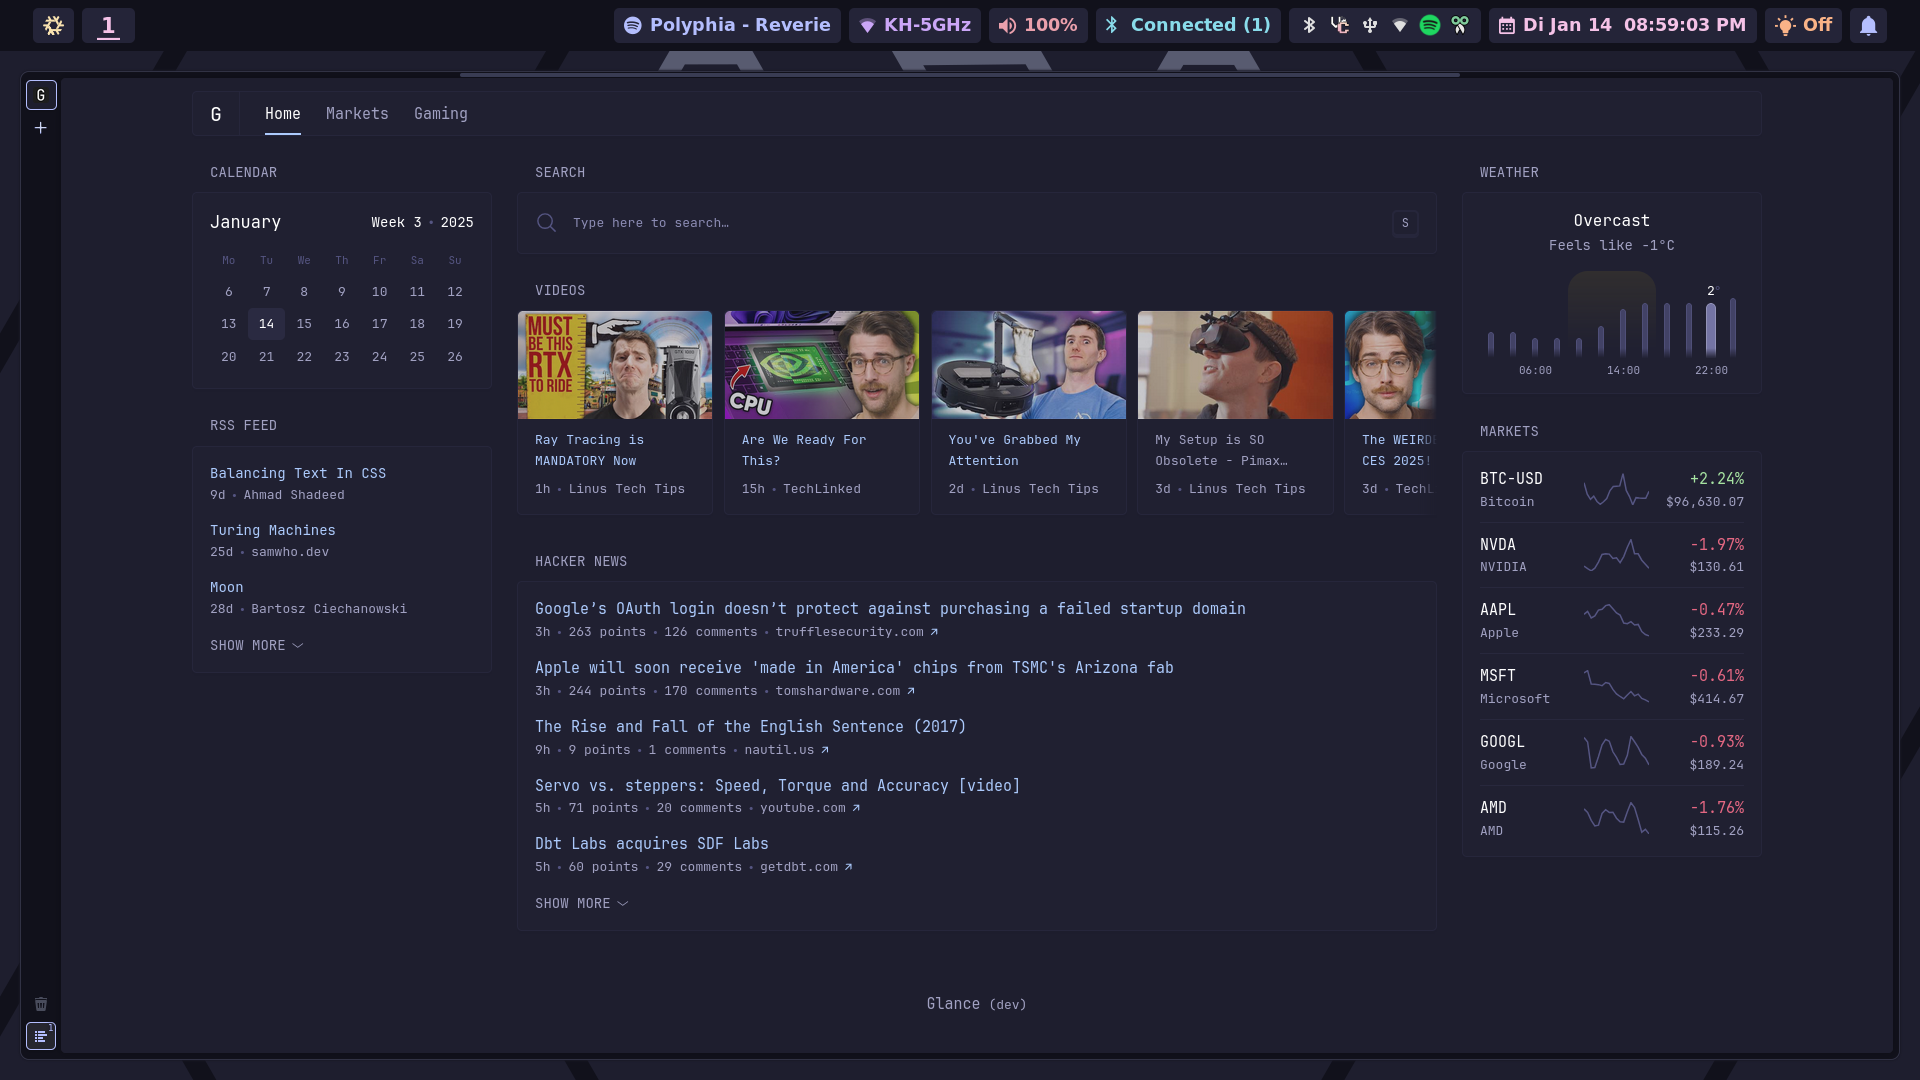 1
Polyphia - Reverie
KH-5GHz
100%
Connected (1)
Di Jan 14 08:59:03 PM
Off
G
G
Home
Markets
Gaming
CALENDAR
January
Week 3 • 2025
Mo Tu We Th Fr Sa Su
6 7 8 9 10 11 12
13 14 15 16 17 18 19
20 21 22 23 24 25 26
RSS FEED
Balancing Text In CSS
9d • Ahmad Shadeed
Turing Machines
25d • samwho.dev
Moon
28d • Bartosz Ciechanowski
SHOW MORE
SEARCH
Type here to search…
S
VIDEOS
MUST
BE THIS
RTX
TO RIDE
Ray Tracing is
MANDATORY Now
1h • Linus Tech Tips
CPU
Are We Ready For
This?
15h • TechLinked
You've Grabbed My
Attention
2d • Linus Tech Tips
My Setup is SO
Obsolete - Pimax…
3d • Linus Tech Tips
The WEIRD
CES 2025!
3d • TechL
HACKER NEWS
Google’s OAuth login doesn’t protect against purchasing a failed startup domain
3h • 263 points • 126 comments • trufflesecurity.com
Apple will soon receive 'made in America' chips from TSMC's Arizona fab
3h • 244 points • 170 comments • tomshardware.com
The Rise and Fall of the English Sentence (2017)
9h • 9 points • 1 comments • nautil.us
Servo vs. steppers: Speed, Torque and Accuracy [video]
5h • 71 points • 20 comments • youtube.com
Dbt Labs acquires SDF Labs
5h • 60 points • 29 comments • getdbt.com
SHOW MORE
WEATHER
Overcast
Feels like -1°C
2°
06:00 14:00 22:00
MARKETS
BTC-USD +2.24%
Bitcoin $96,630.07
NVDA -1.97%
NVIDIA $130.61
AAPL -0.47%
Apple $233.29
MSFT -0.61%
Microsoft $414.67
GOOGL -0.93%
Google $189.24
AMD -1.76%
AMD $115.26
Glance (dev)
1